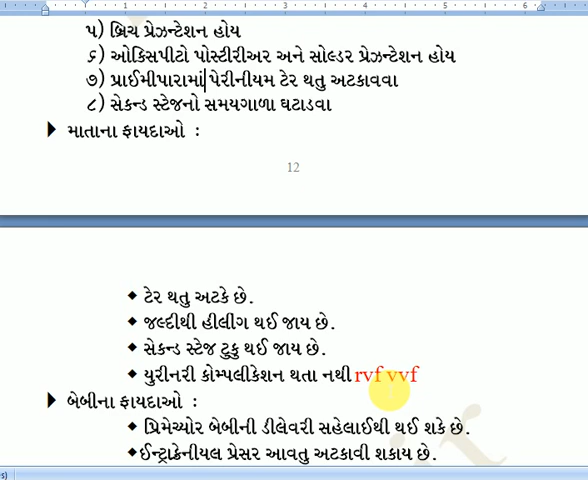 ૫) બ્રિચ પ્રેઝન્ટેશન હોય
૬) ઓકિસપીટો પોસ્ટીરીઅર અને સોલ્ડર પ્રેઝન્ટેશન હોય
૭) પ્રાઈમીપારામાં પેરીનીયમ ટેર થતુ અટકાવવા
૮) સેકન્ડ સ્ટેજનો સમયગાળા ઘટાડવા
માતાના ફાયદાઓ :
12
ટેર થતુ અટકે છે.
જલ્દીથી હીલીંગ થઈ જાય છે.
સેકન્ડ સ્ટેજ ટુકુ થઈ જાય છે.
યુરીનરી કોમ્પલીકેશન થતા નથી rvf vvf
બેબીના ફાયદાઓ :
પ્રિમેચ્યોર બેબીની ડીલેવરી સહેલાઈથી થઈ શકે છે.
ઈન્ટ્રાક્રેનીયલ પ્રેસર આવતુ અટકાવી શકાય છે.